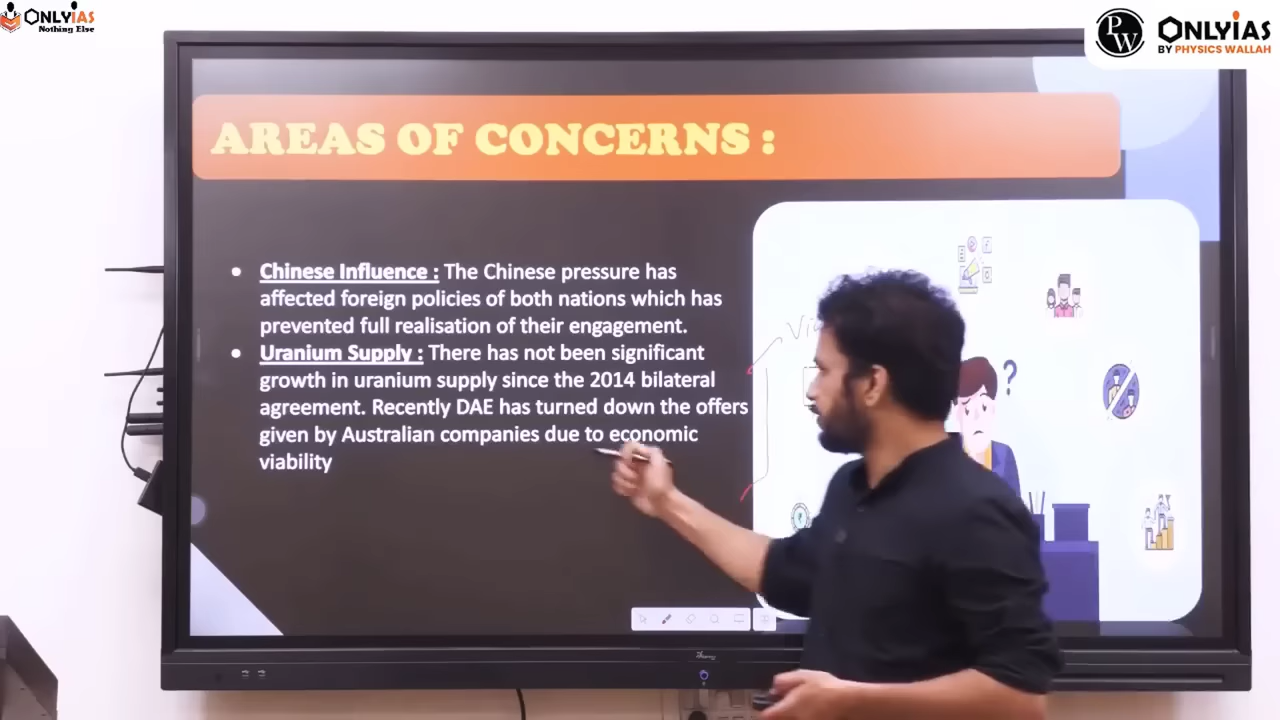 ONLYIAS
Nothing Else
PW
ONLYIAS
BY PHYSICS WALLAH
AREAS OF CONCERNS :
Chinese Influence : The Chinese pressure has
affected foreign policies of both nations which has
prevented full realisation of their engagement.
Uranium Supply : There has not been significant
growth in uranium supply since the 2014 bilateral
agreement. Recently DAE has turned down the offers
given by Australian companies due to economic
viability
?